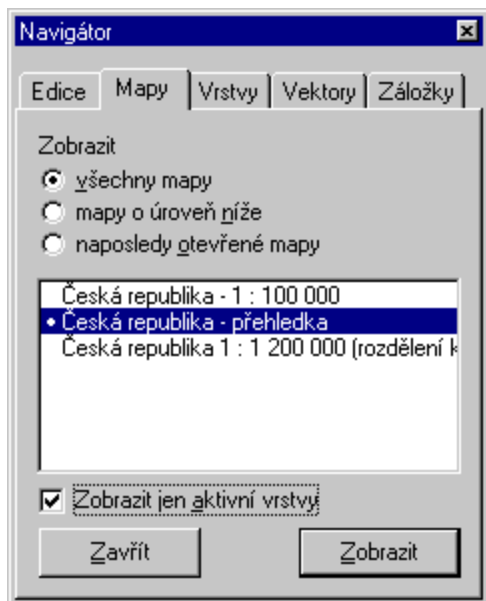 Navigátor
Edice Mapy Vrstvy Vektory Záložky
Zobrazit
všechny mapy
mapy o úroveň níže
naposledy otevřené mapy
Česká republika - 1 : 100 000
• Česká republika - přehledka
Česká republika 1 : 1 200 000 (rozdělení k
Zobrazit jen aktivní vrstvy
Zavřít Zobrazit